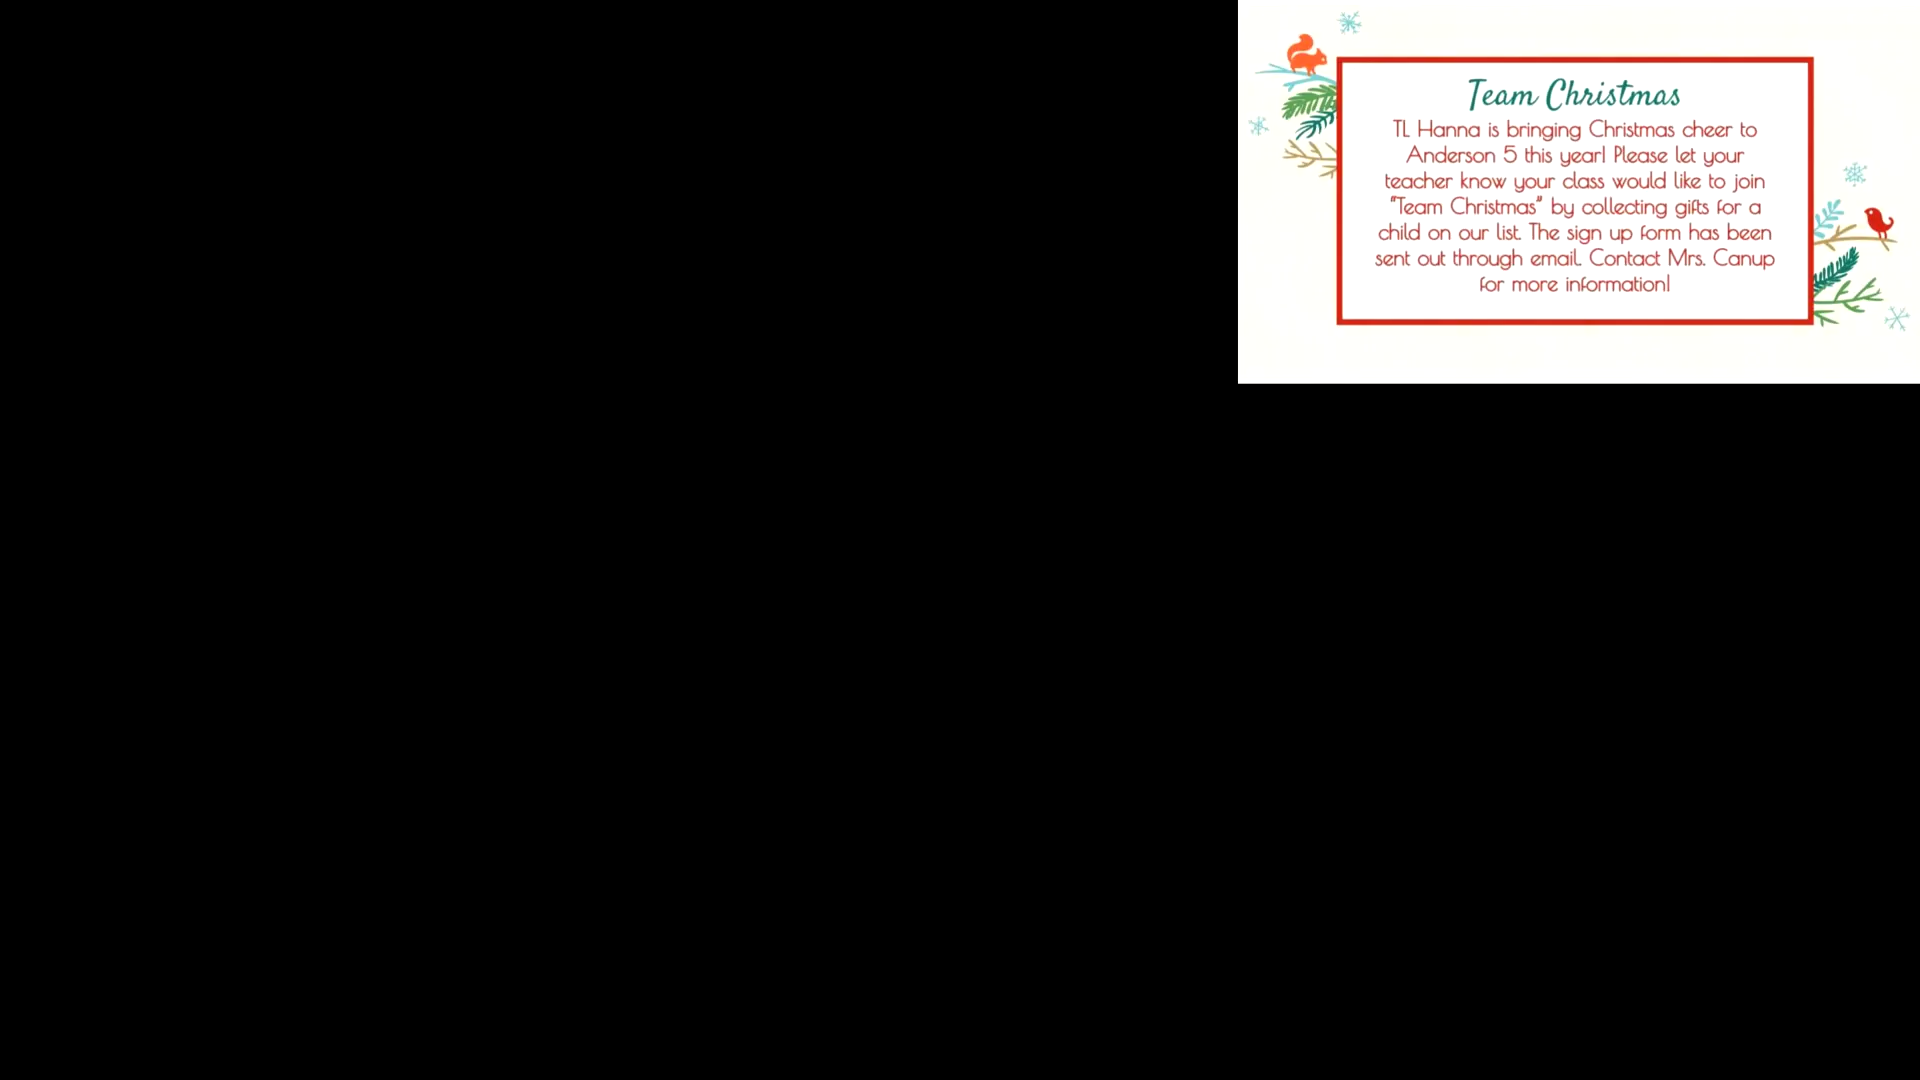 Team Christmas
TL Hanna is bringing Christmas cheer to
Anderson 5 this year! Please let your
teacher know your class would like to join
"Team Christmas" by collecting gifts for a
child on our list. The sign up form has been
sent out through email. Contact Mrs. Canup
for more information!